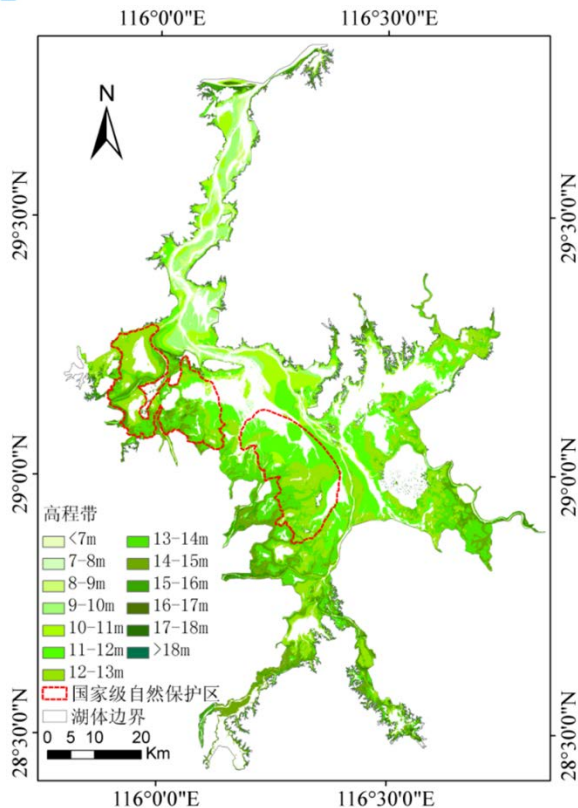 116°0'0"E
116°30'0"E
N
29°30'0"N
29°30'0"N
29°0'0"N
29°0'0"N
高程带
<7m
13-14m
7-8m
14-15m
8-9m
15-16m
9-10m
16-17m
10-11m
17-18m
11-12m
>18m
12-13m
国家级自然保护区
湖体边界
0 5 10 20
Km
28°30'0"N
28°30'0"N
116°0'0"E
116°30'0"E